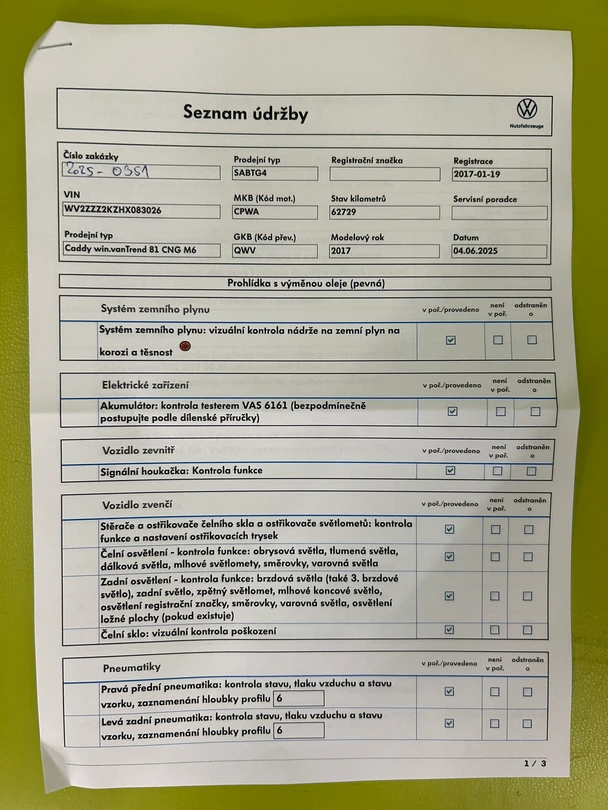 Seznam údržby
Nutzfahrzeuge
Číslo zakázky
2025 - 0351
Prodejní typ
SABTG4
Registrační značka
Registrace
2017-01-19
VIN
WV2ZZZ2KZHX083026
MKB (Kód mot.)
CPWA
Stav kilometrů
62729
Servisní poradce
Prodejní typ
Caddy win.vanTrend 81 CNG M6
GKB (Kód přev.)
QWV
Modelový rok
2017
Datum
04.06.2025
Prohlídka s výměnou oleje (pevná)
Systém zemního plynu
v poř./provedeno
není
v poř.
odstraněn
o
Systém zemního plynu: vizuální kontrola nádrže na zemní plyn na
korozi a těsnost
Elektrické zařízení
v poř./provedeno
není
v poř.
odstraněn
o
Akumulátor: kontrola testerem VAS 6161 (bezpodmínečně
postupujte podle dílenské příručky)
Vozidlo zevnitř
v poř./provedeno
není
v poř.
odstraněn
o
Signální houkačka: Kontrola funkce
Vozidlo zvenčí
v poř./provedeno
není
v poř.
odstraněn
o
Stěrače a ostřikovače čelního skla a ostřikovače světlometů: kontrola
funkce a nastavení ostřikovacích trysek
Čelní osvětlení - kontrola funkce: obrysová světla, tlumená světla,
dálková světla, mlhové světlomety, směrovky, varovná světla
Zadní osvětlení - kontrola funkce: brzdová světla (také 3. brzdové
světlo), zadní světlo, zpětný světlomet, mlhové koncové světlo,
osvětlení registrační značky, směrovky, varovná světla, osvětlení
ložné plochy (pokud existuje)
Čelní sklo: vizuální kontrola poškození
Pneumatiky
v poř./provedeno
není
v poř.
odstraněn
o
Pravá přední pneumatika: kontrola stavu, tlaku vzduchu a stavu
vzorku, zaznamenání hloubky profilu 6
Levá zadní pneumatika: kontrola stavu, tlaku vzduchu a stavu
vzorku, zaznamenání hloubky profilu 6
1 / 3